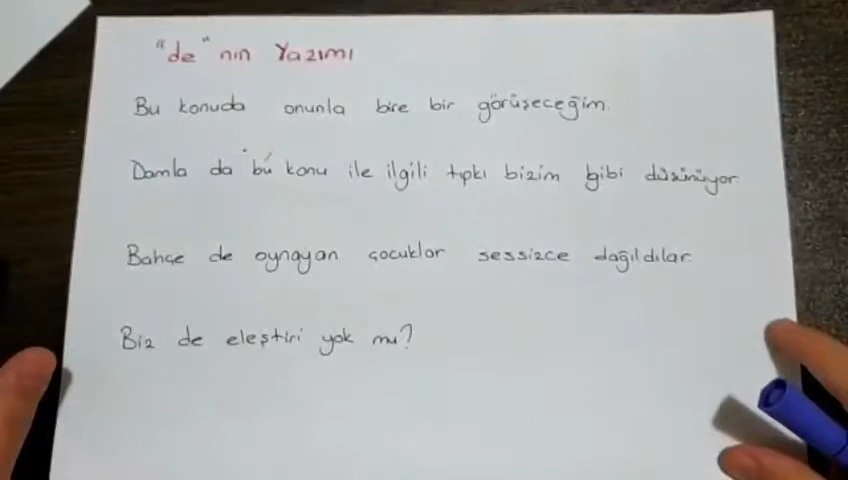 "de" nın Yazımı
Bu konuda onunla bire bir görüşeceğim.
Damla da bu konu ile ilgili tıpkı bizim gibi düşünüyor.
Bahçe de oynayan çocuklar sessizce dağıldılar.
Biz de eleştiri yok mu?